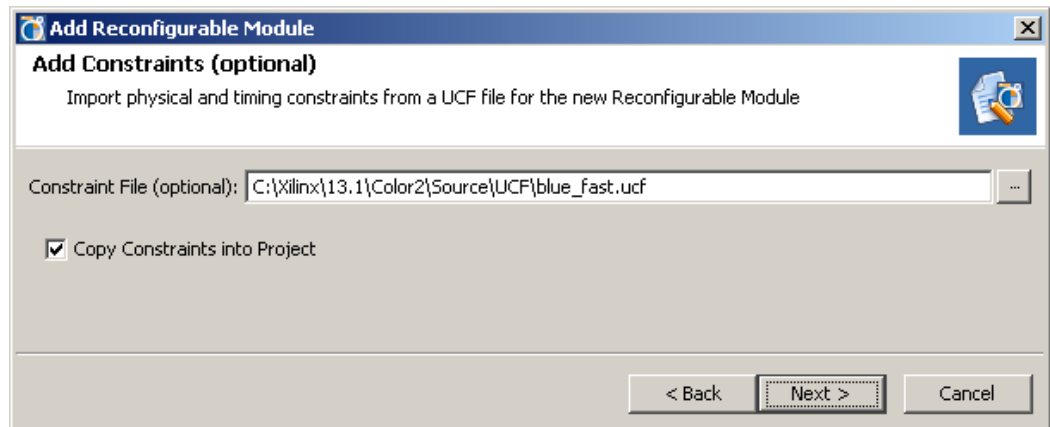 Add Reconfigurable Module
Add Constraints (optional)
Import physical and timing constraints from a UCF file for the new Reconfigurable Module
Constraint File (optional): C:\Xilinx\13.1\Color2\Source\UCF\blue_fast.ucf ...
Copy Constraints into Project
< Back Next > Cancel